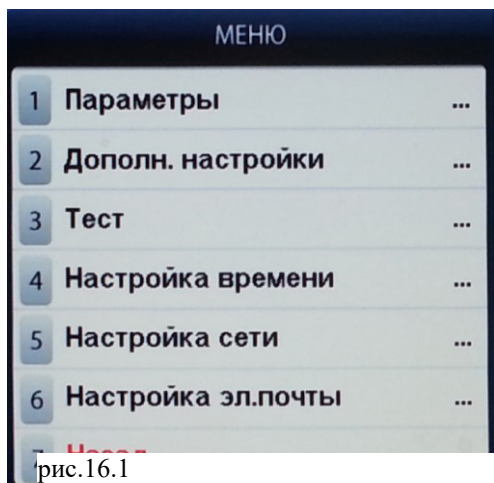 МЕНЮ
1 Параметры ...
2 Дополн. настройки ...
3 Тест ...
4 Настройка времени ...
5 Настройка сети ...
6 Настройка эл.почты ...
рис.16.1